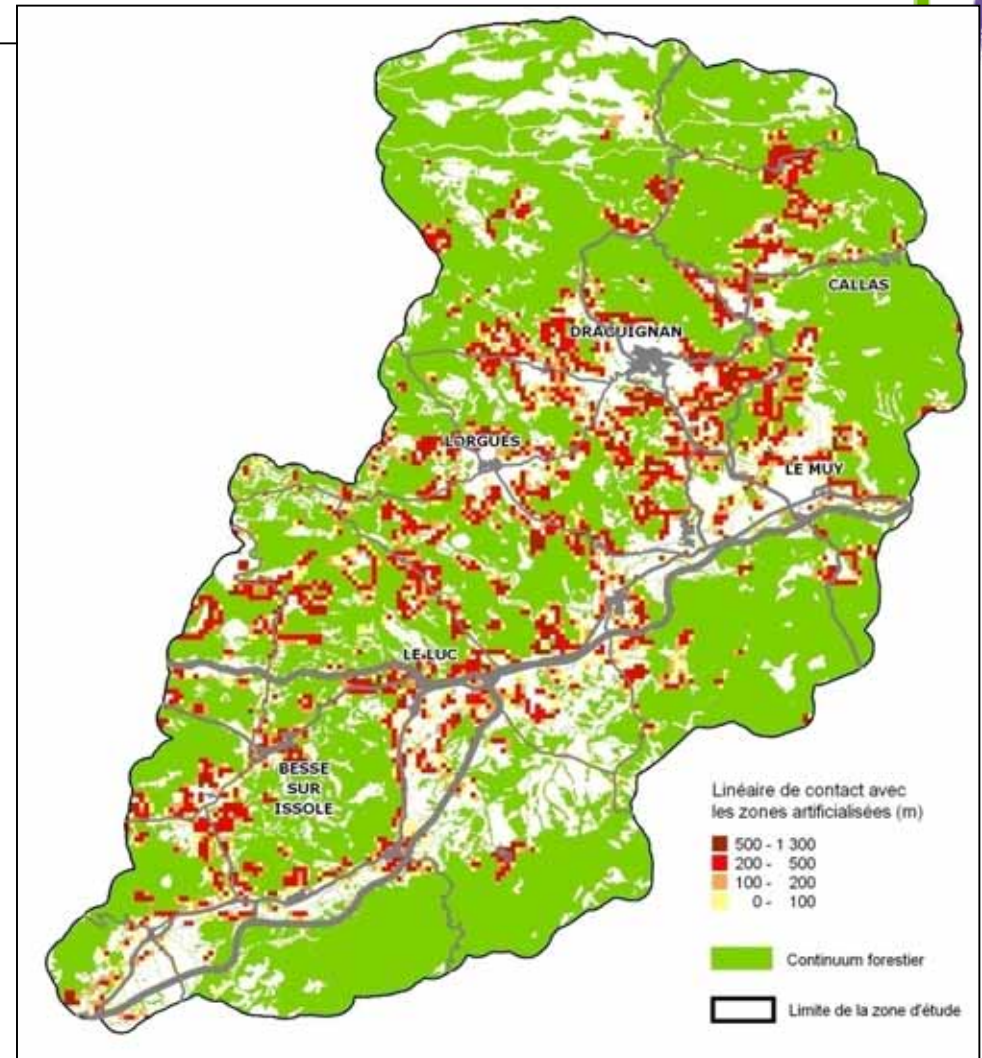 CALLAS
DRAGUIGNAN
LORGUES
LE MUY
LE LUC
BESSE
SUR
ISSOLE
Linéaire de contact avec
les zones artificialisées (m)
500 - 1 300
200 - 500
100 - 200
0 - 100
Continuum forestier
Limite de la zone d'étude